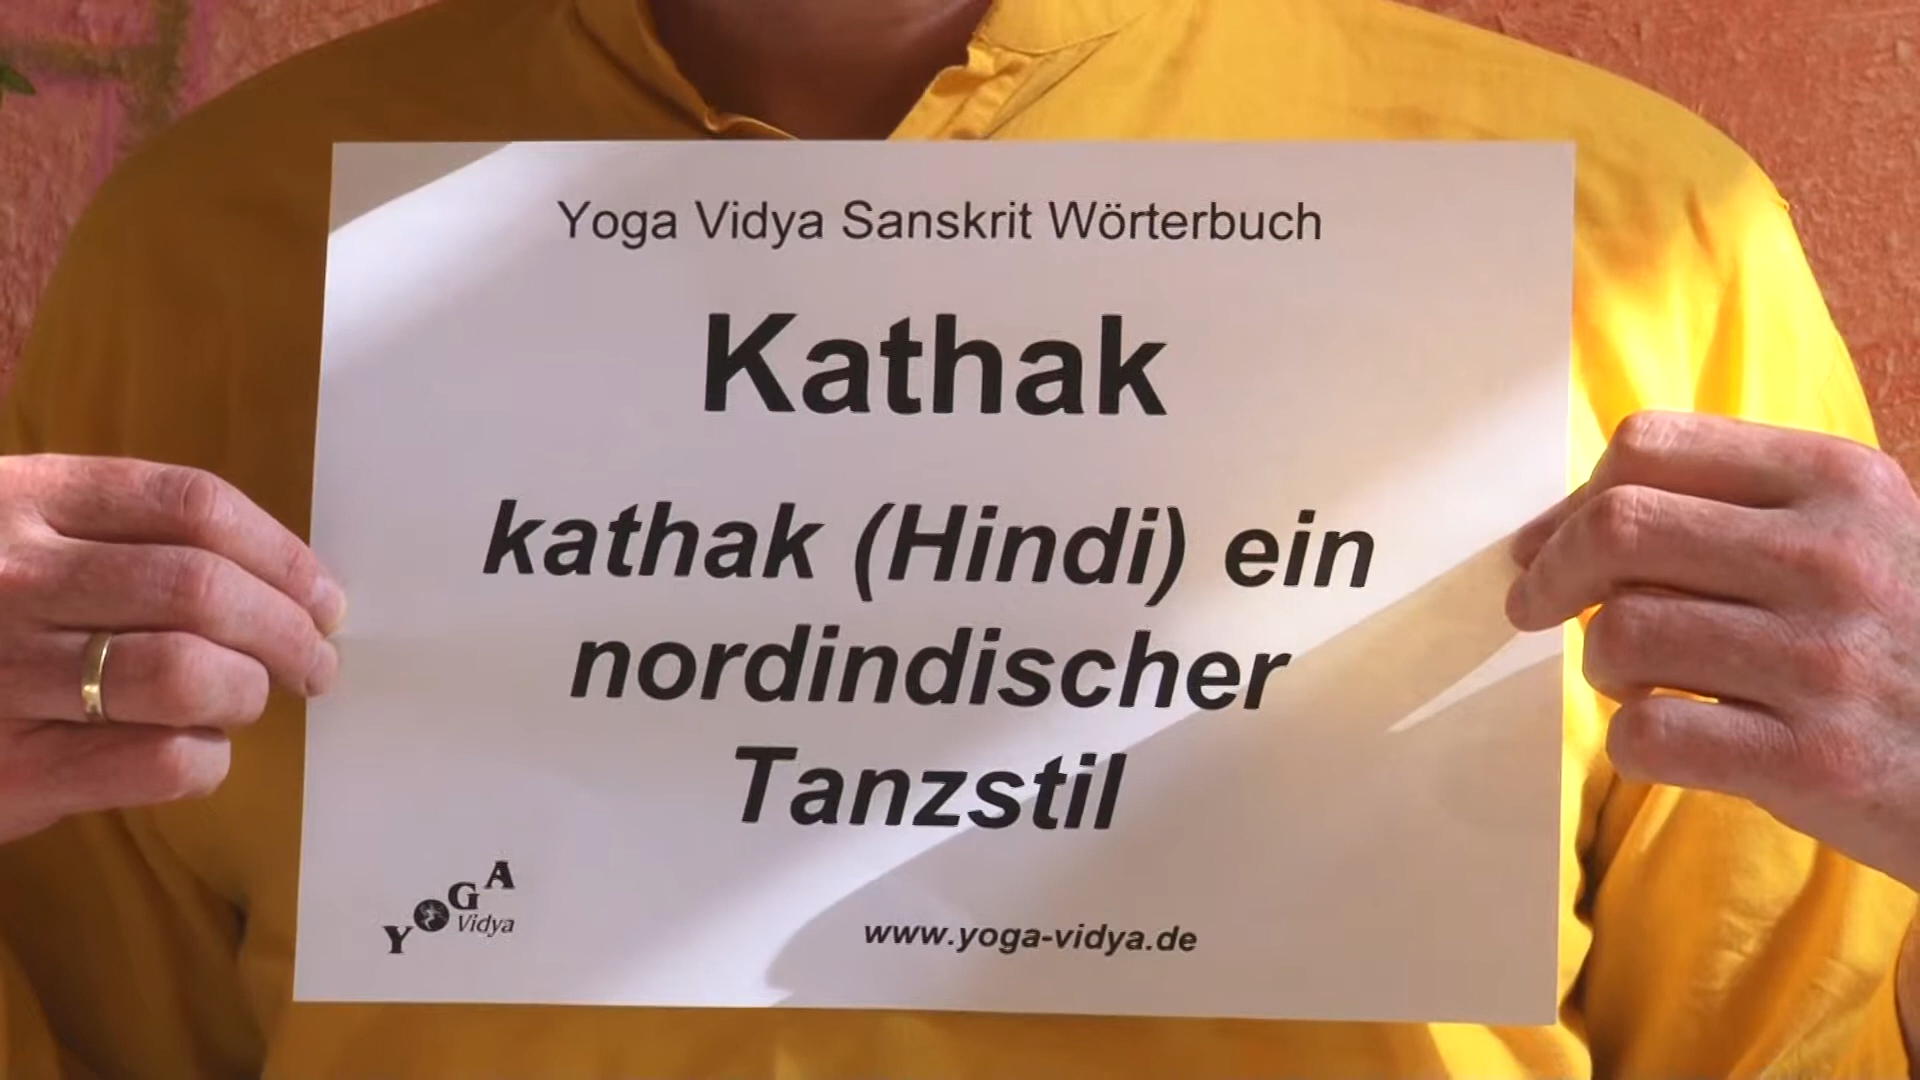 Yoga Vidya Sanskrit Wörterbuch
Kathak
kathak (Hindi) ein
nordindischer
Tanzstil
YOGA
Vidya
www.yoga-vidya.de